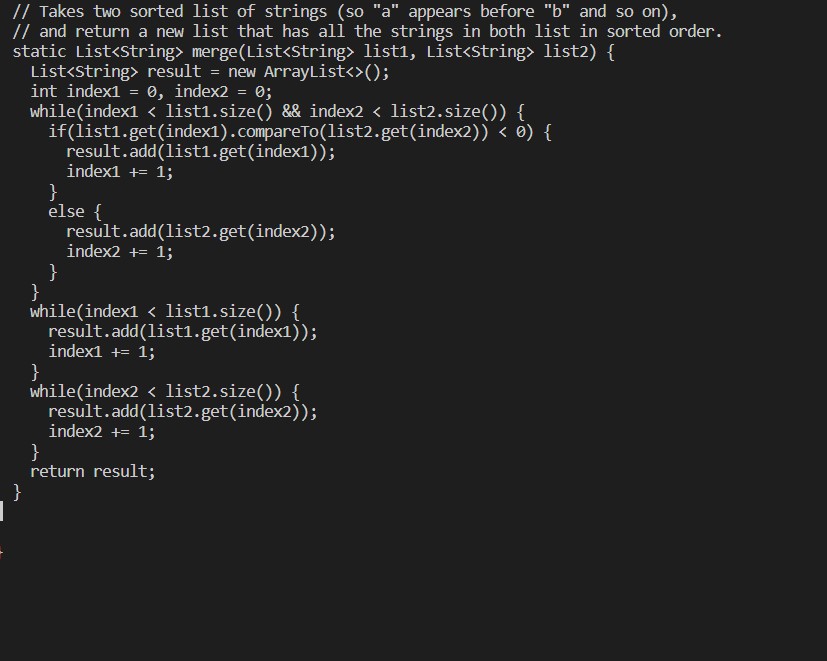 // Takes two sorted list of strings (so "a" appears before "b" and so on),
// and return a new list that has all the strings in both list in sorted order.
static List<String> merge(List<String> list1, List<String> list2) {
  List<String> result = new ArrayList<>();
  int index1 = 0, index2 = 0;
  while(index1 < list1.size() && index2 < list2.size()) {
    if(list1.get(index1).compareTo(list2.get(index2)) < 0) {
      result.add(list1.get(index1));
      index1 += 1;
    }
    else {
      result.add(list2.get(index2));
      index2 += 1;
    }
  }
  while(index1 < list1.size()) {
    result.add(list1.get(index1));
    index1 += 1;
  }
  while(index2 < list2.size()) {
    result.add(list2.get(index2));
    index2 += 1;
  }
  return result;
}